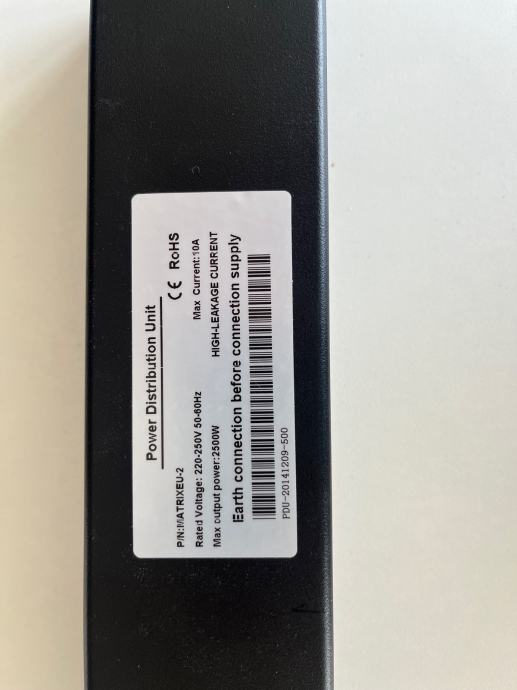 Power Distribution Unit
P/N:MATRIXEU-2 CE RoHS
Rated Voltage: 220-250V 50-60Hz Max Current:10A
Max output power:2500W HIGH-LEAKAGE CURRENT
Earth connection before connection supply
PDU-20141209-500